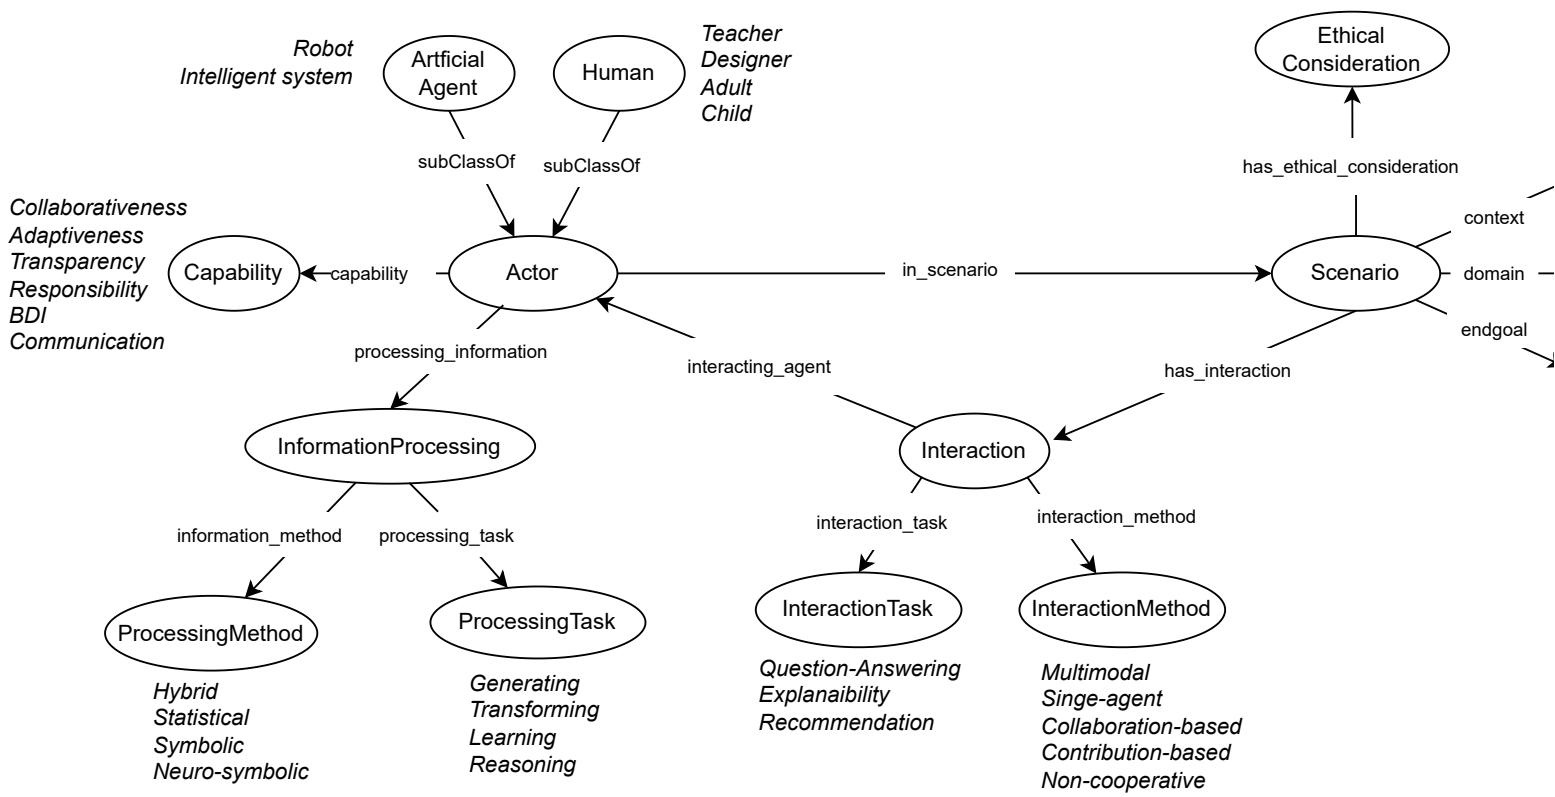 Robot
Intelligent system
Artficial
Agent
Human
Teacher
Designer
Adult
Child
Ethical
Consideration
subClassOf
subClassOf
has_ethical_consideration
Collaborativeness
Adaptiveness
Transparency
Responsibility
BDI
Communication
Capability
capability
Actor
in_scenario
Scenario
context
domain
endgoal
processing_information
interacting_agent
has_interaction
InformationProcessing
Interaction
information_method
processing_task
interaction_task
interaction_method
ProcessingMethod
ProcessingTask
InteractionTask
InteractionMethod
Hybrid
Statistical
Symbolic
Neuro-symbolic
Generating
Transforming
Learning
Reasoning
Question-Answering
Explanaibility
Recommendation
Multimodal
Singe-agent
Collaboration-based
Contribution-based
Non-cooperative